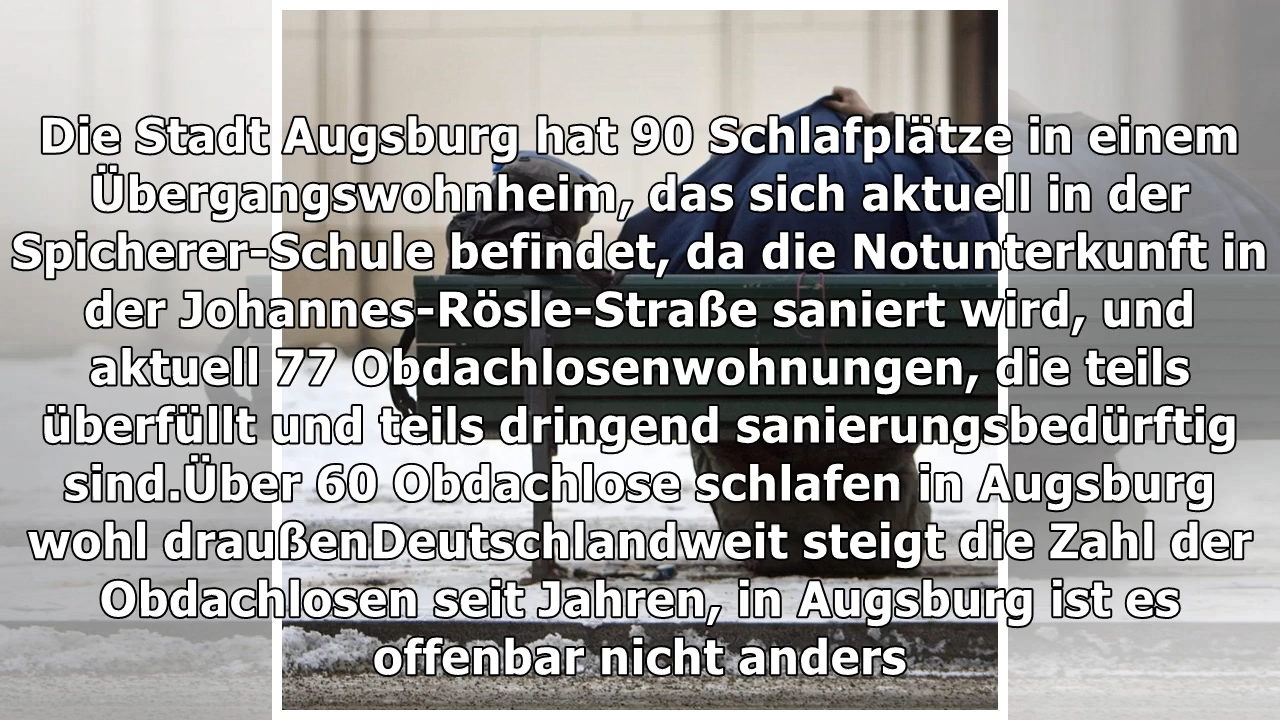 Die Stadt Augsburg hat 90 Schlafplätze in einem
Übergangswohnheim, das sich aktuell in der
Spicherer-Schule befindet, da die Notunterkunft in
der Johannes-Rösle-Straße saniert wird, und
aktuell 77 Obdachlosenwohnungen, die teils
überfüllt und teils dringend sanierungsbedürftig
sind.Über 60 Obdachlose schlafen in Augsburg
wohl draußenDeutschlandweit steigt die Zahl der
Obdachlosen seit Jahren, in Augsburg ist es
offenbar nicht anders